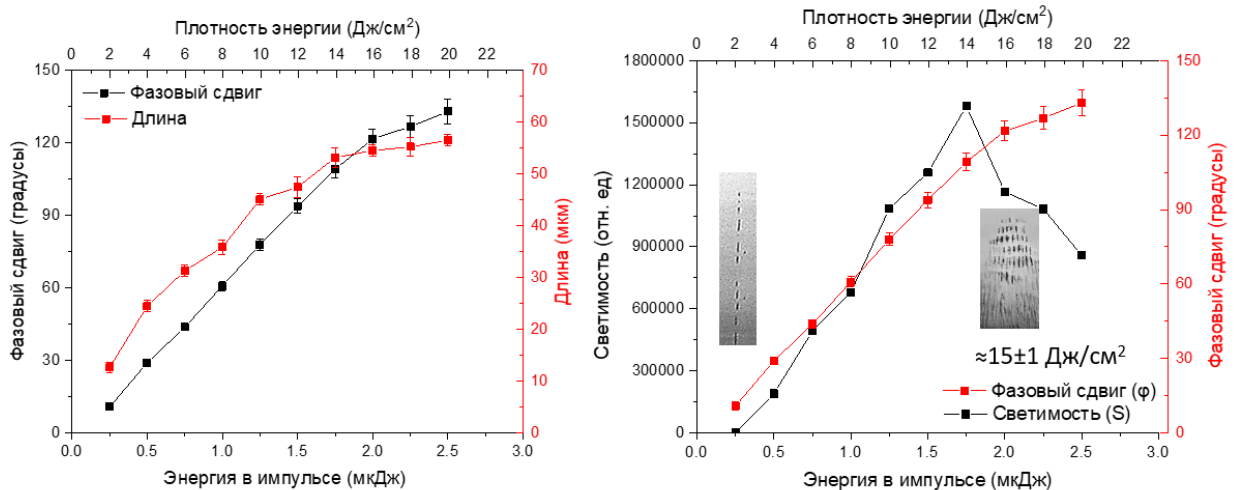 Плотность энергии (Дж/см²)
0 2 4 6 8 10 12 14 16 18 20 22
150
120
90
60
30
0
Фазовый сдвиг (градусы)
Фазовый сдвиг
Длина
70
60
50
40
30
20
10
0
Длина (мкм)
0.0 0.5 1.0 1.5 2.0 2.5 3.0
Энергия в импульсе (мкДж)
Плотность энергии (Дж/см²)
0 2 4 6 8 10 12 14 16 18 20 22
1800000
1500000
1200000
900000
600000
300000
0
Светимость (отн. ед)
≈15±1 Дж/см²
Фазовый сдвиг (φ)
Светимость (S)
150
120
90
60
30
0
Фазовый сдвиг (градусы)
0.0 0.5 1.0 1.5 2.0 2.5 3.0
Энергия в импульсе (мкДж)